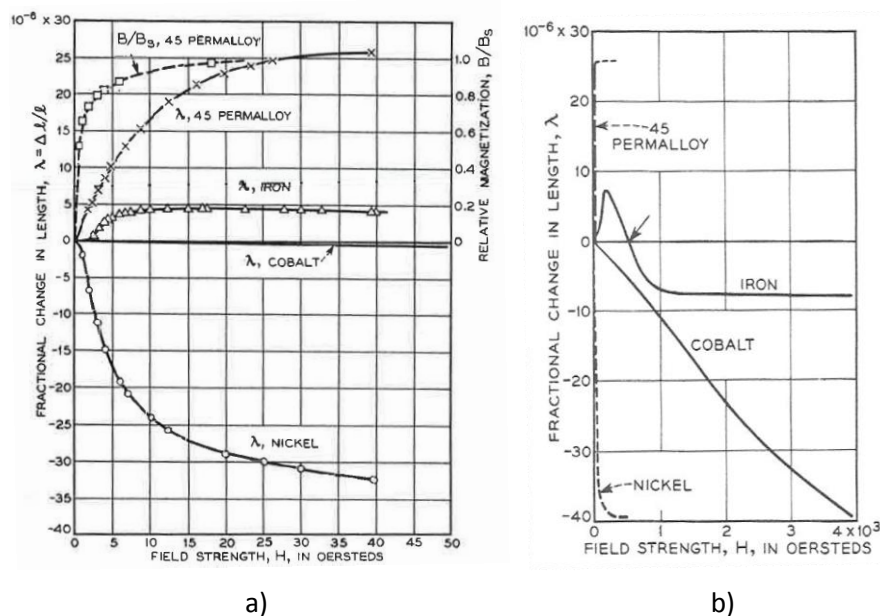 10⁻⁶ × 30
25
20
15
10
5
0
-5
-10
-15
-20
-25
-30
-35
-40
FRACTIONAL CHANGE IN LENGTH, λ = Δl/l
B/Bs, 45 PERMALLOY
λ, 45 PERMALLOY
λ, IRON
λ, COBALT
λ, NICKEL
1.0
0.8
0.6
0.4
0.2
0
RELATIVE MAGNETIZATION, B/Bs
0 5 10 15 20 25 30 35 40 45 50
FIELD STRENGTH, H, IN OERSTEDS
a)
10⁻⁶ × 30
20
10
0
-10
-20
-30
-40
FRACTIONAL CHANGE IN LENGTH, λ
45
PERMALLOY
IRON
COBALT
NICKEL
0 1 2 3 4 × 10³
FIELD STRENGTH, H, IN OERSTEDS
b)